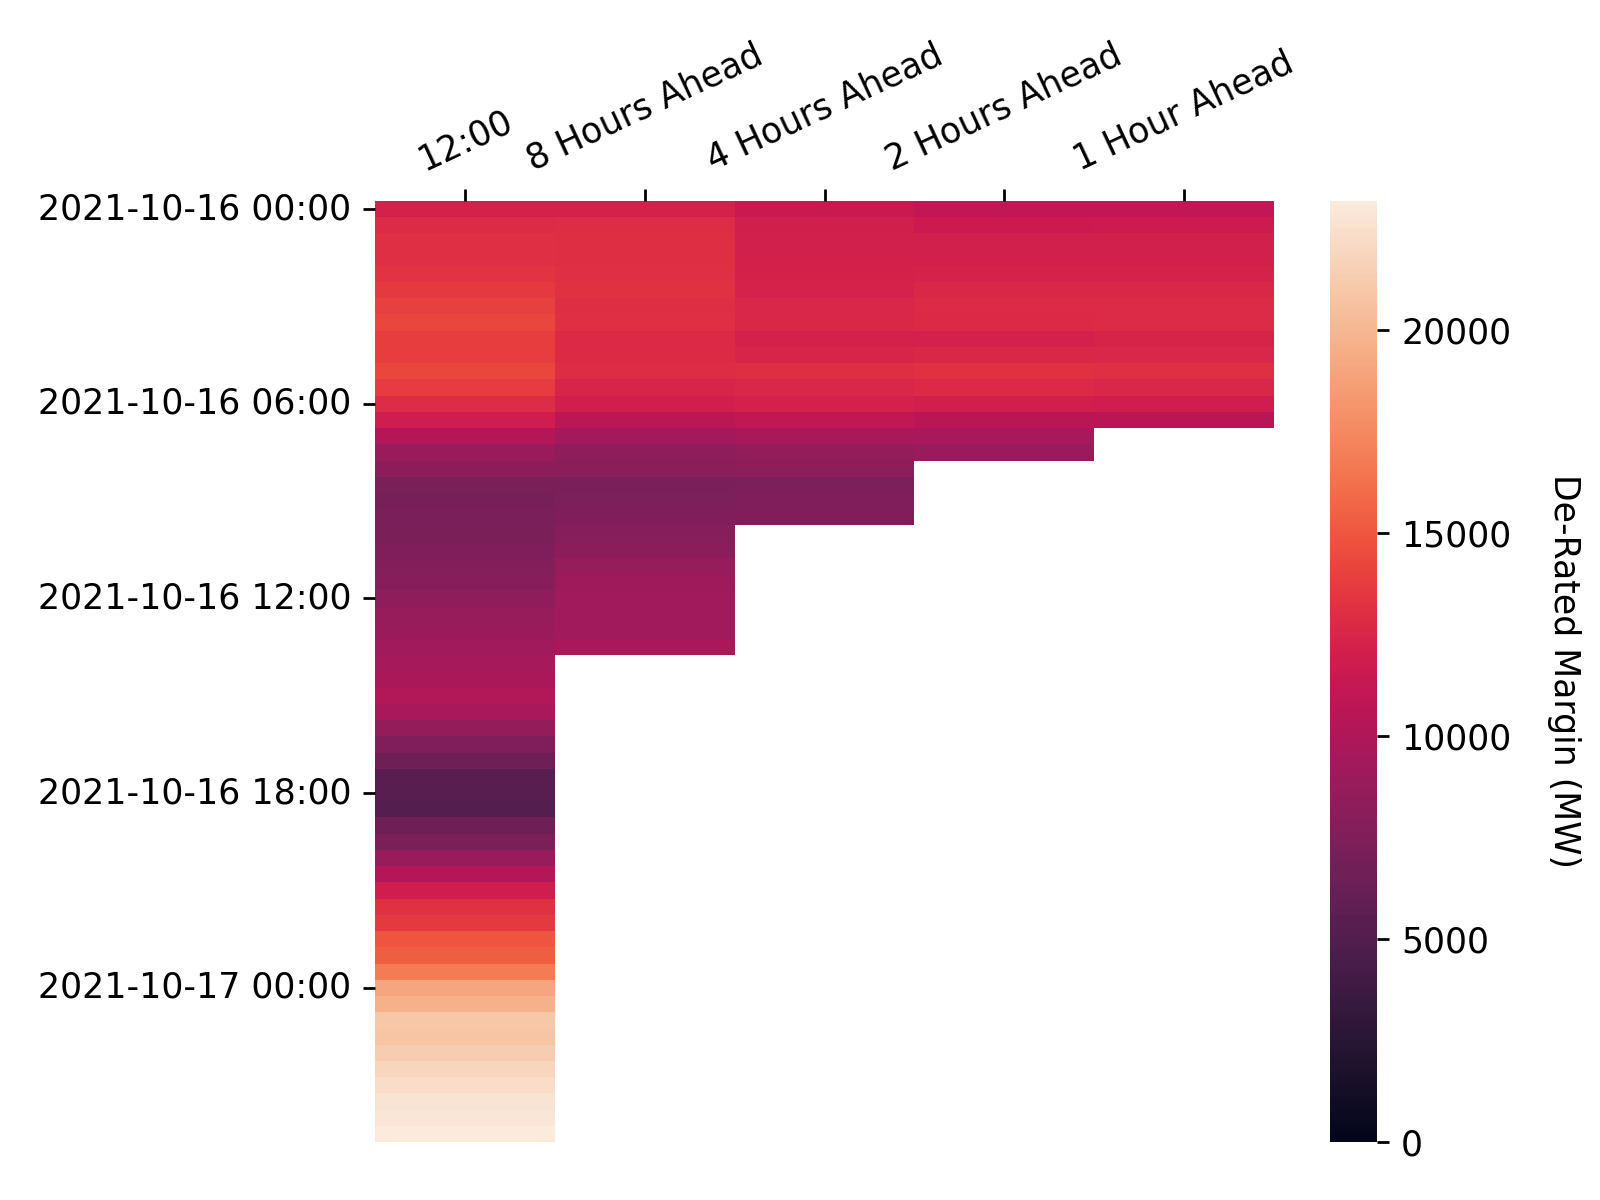 12:00
8 Hours Ahead
4 Hours Ahead
2 Hours Ahead
1 Hour Ahead
2021-10-16 00:00
2021-10-16 06:00
2021-10-16 12:00
2021-10-16 18:00
2021-10-17 00:00
20000
15000
10000
5000
0
De-Rated Margin (MW)